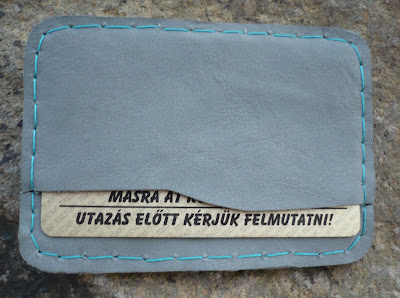 MÁSRA ÁT
UTAZÁS ELŐTT KÉRJÜK FELMUTATNI!